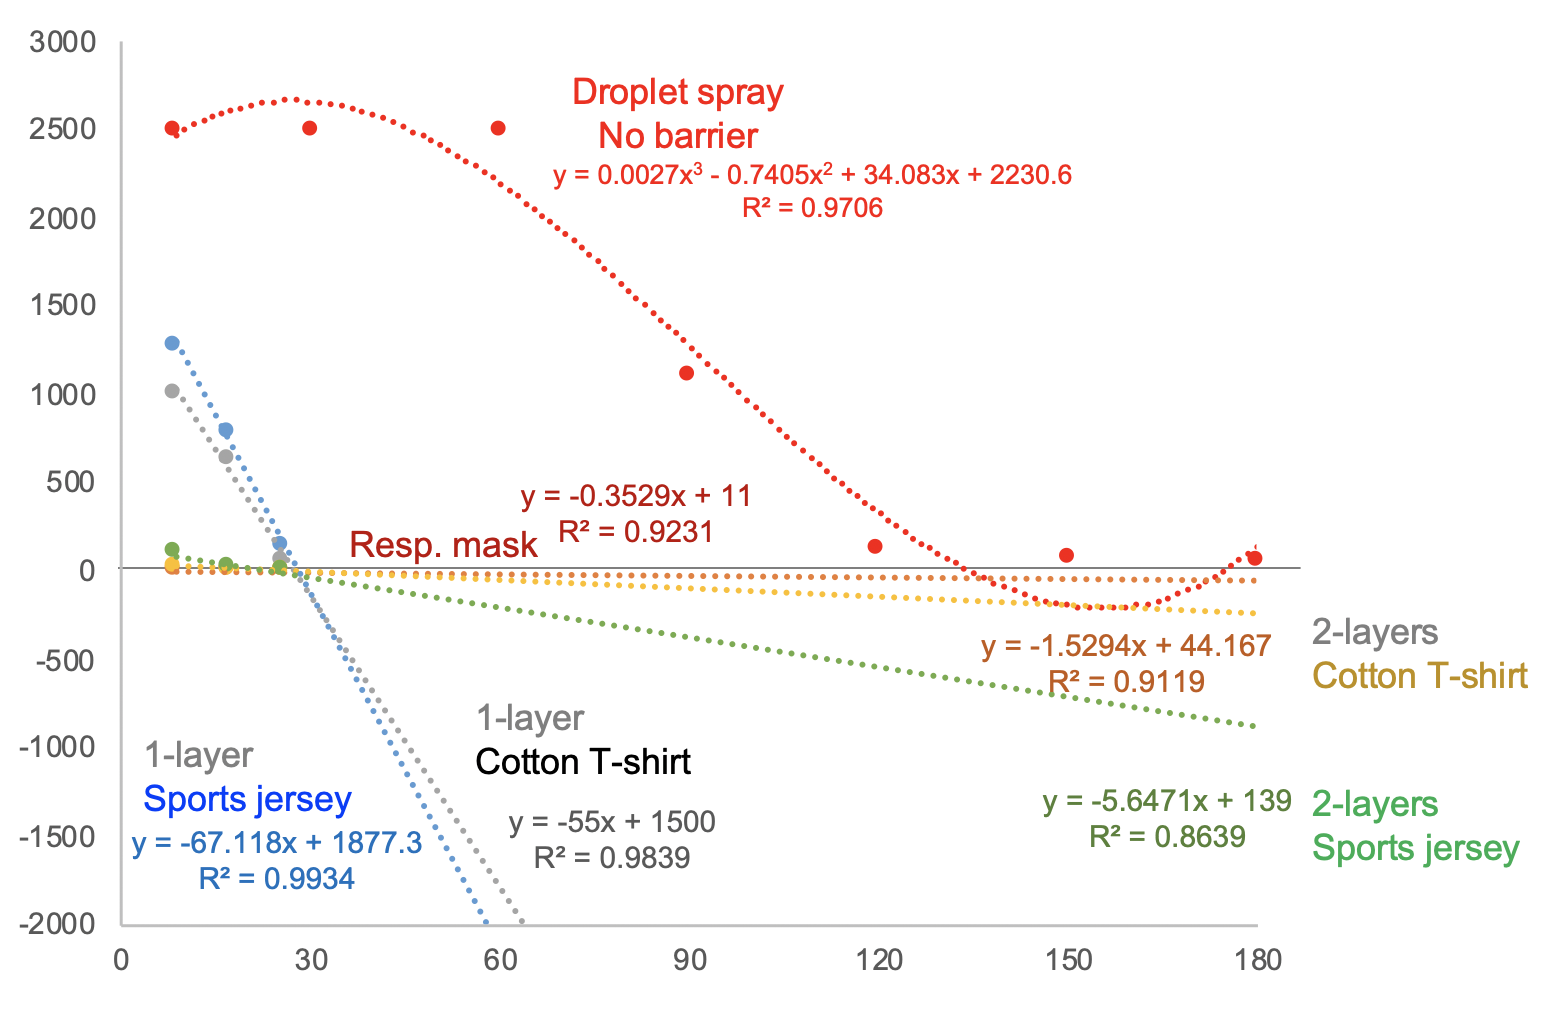 3000
2500
2000
1500
1000
500
0
-500
-1000
-1500
-2000
0 30 60 90 120 150 180
Droplet spray
No barrier
y = 0.0027x³ - 0.7405x² + 34.083x + 2230.6
R² = 0.9706
y = -0.3529x + 11
R² = 0.9231
Resp. mask
y = -1.5294x + 44.167
R² = 0.9119
2-layers
Cotton T-shirt
1-layer
Cotton T-shirt
y = -55x + 1500
R² = 0.9839
1-layer
Sports jersey
y = -67.118x + 1877.3
R² = 0.9934
y = -5.6471x + 139
R² = 0.8639
2-layers
Sports jersey